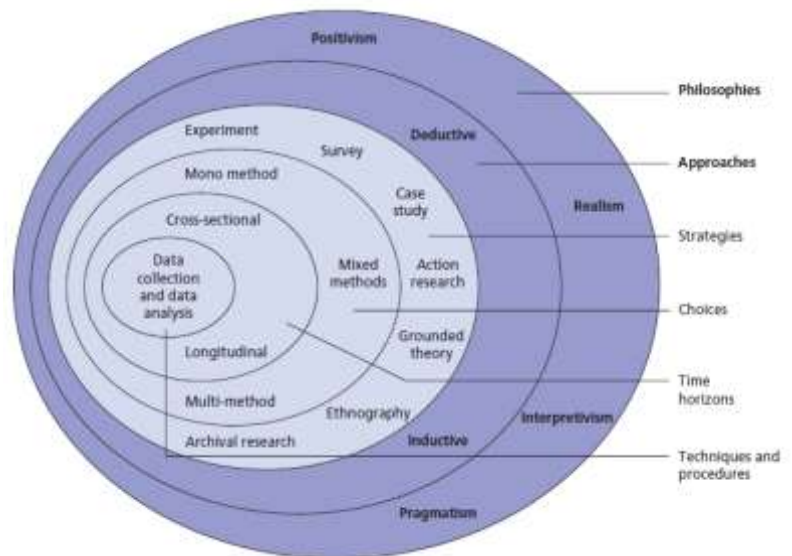 Positivism
Philosophies
Experiment
Deductive
Survey
Approaches
Mono method
Case
study
Realism
Cross-sectional
Strategies
Data
collection
and data
analysis
Mixed
methods
Action
research
Choices
Grounded
theory
Longitudinal
Time
horizons
Multi-method
Ethnography
Interpretivism
Archival research
Inductive
Techniques and
procedures
Pragmatism